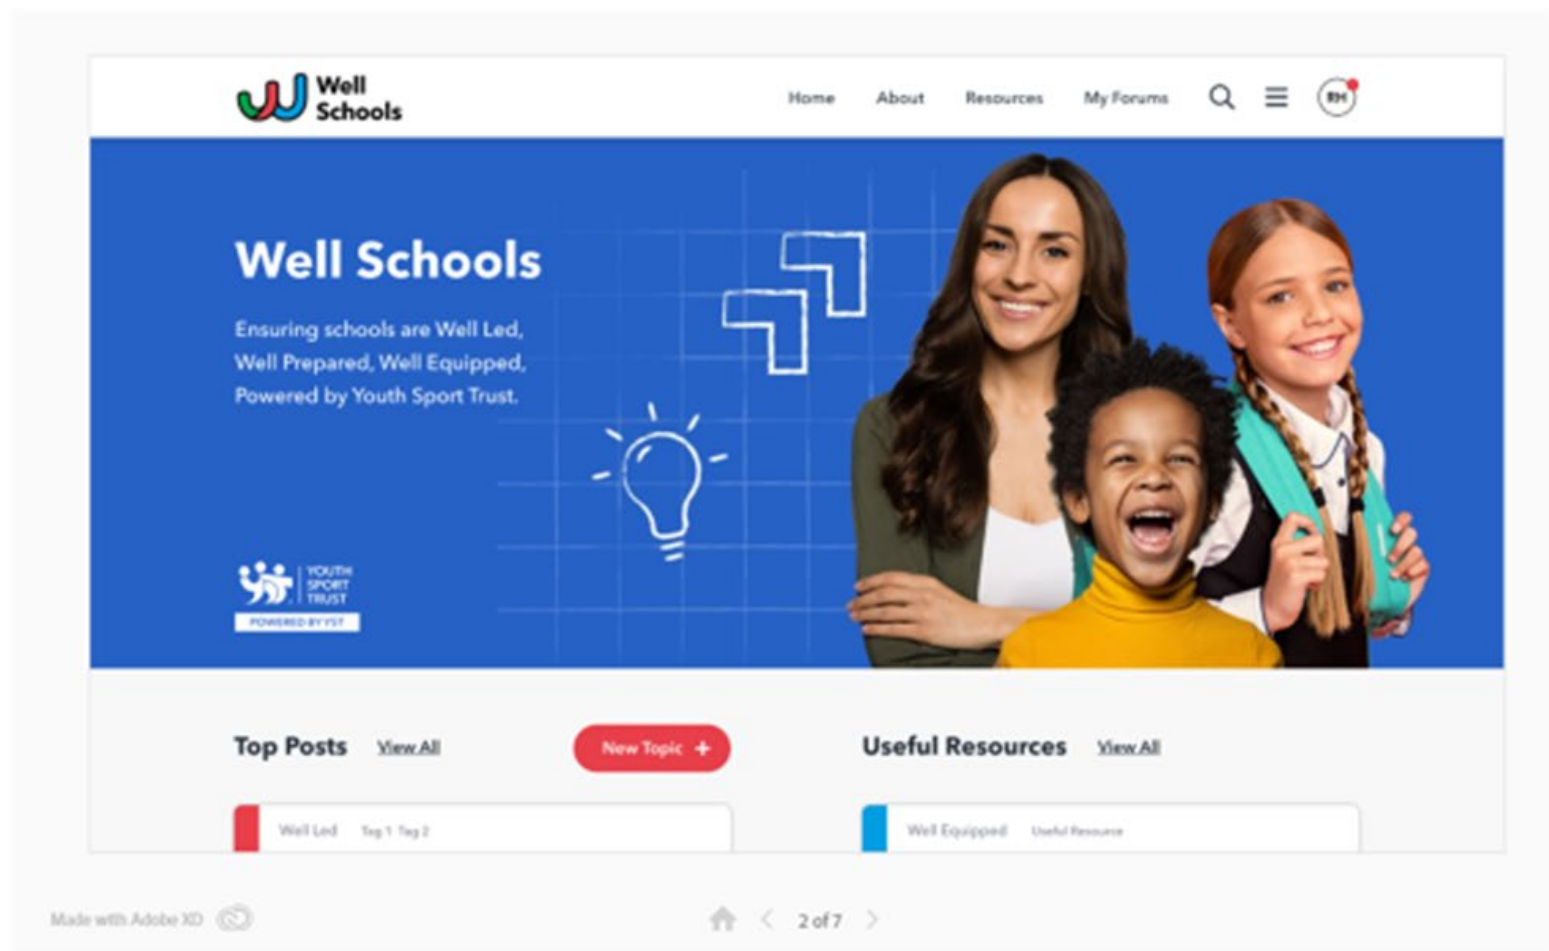 Well
Schools
Home About Resources My Forums RH
Well Schools
Ensuring schools are Well Led,
Well Prepared, Well Equipped,
Powered by Youth Sport Trust.
YOUTH
SPORT
TRUST
POWERED BY YST
Top Posts View All New Topic +
Useful Resources View All
Well Led Tag 1 Tag 2
Well Equipped Useful Resource
Made with Adobe XD
2 of 7